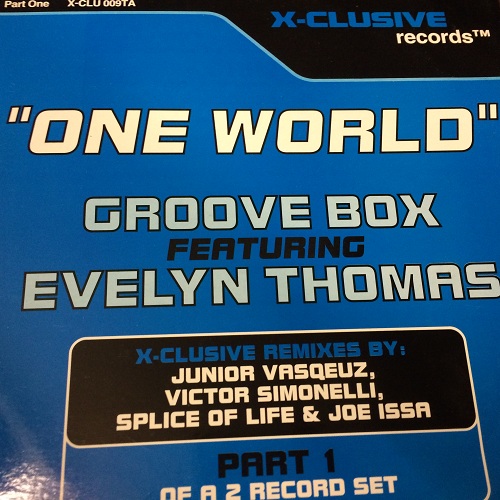 Part One X-CLU 009TA
X-CLUSIVE
records™
"ONE WORLD"
GROOVE BOX
FEATURING
EVELYN THOMAS
X-CLUSIVE REMIXES BY:
JUNIOR VASQEUZ,
VICTOR SIMONELLI,
SPLICE OF LIFE & JOE ISSA
PART 1
OF A 2 RECORD SET